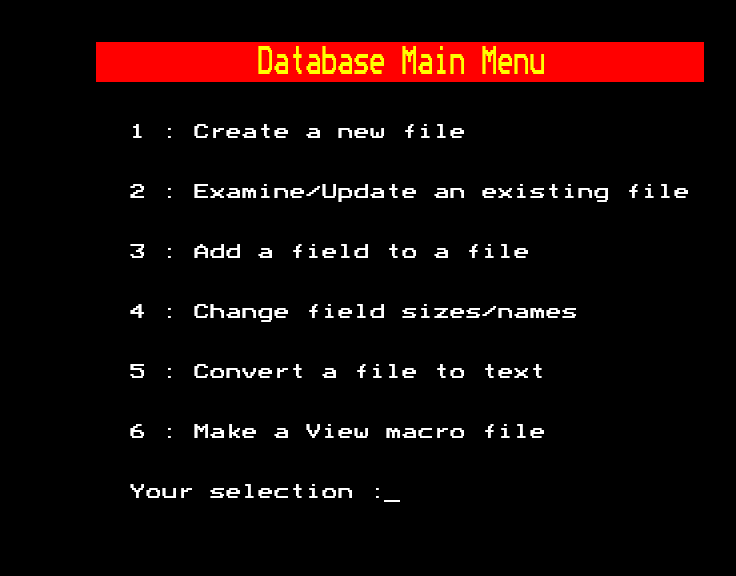 Database Main Menu
1 : Create a new file
2 : Examine/Update an existing file
3 : Add a field to a file
4 : Change field sizes/names
5 : Convert a file to text
6 : Make a View macro file
Your selection :_